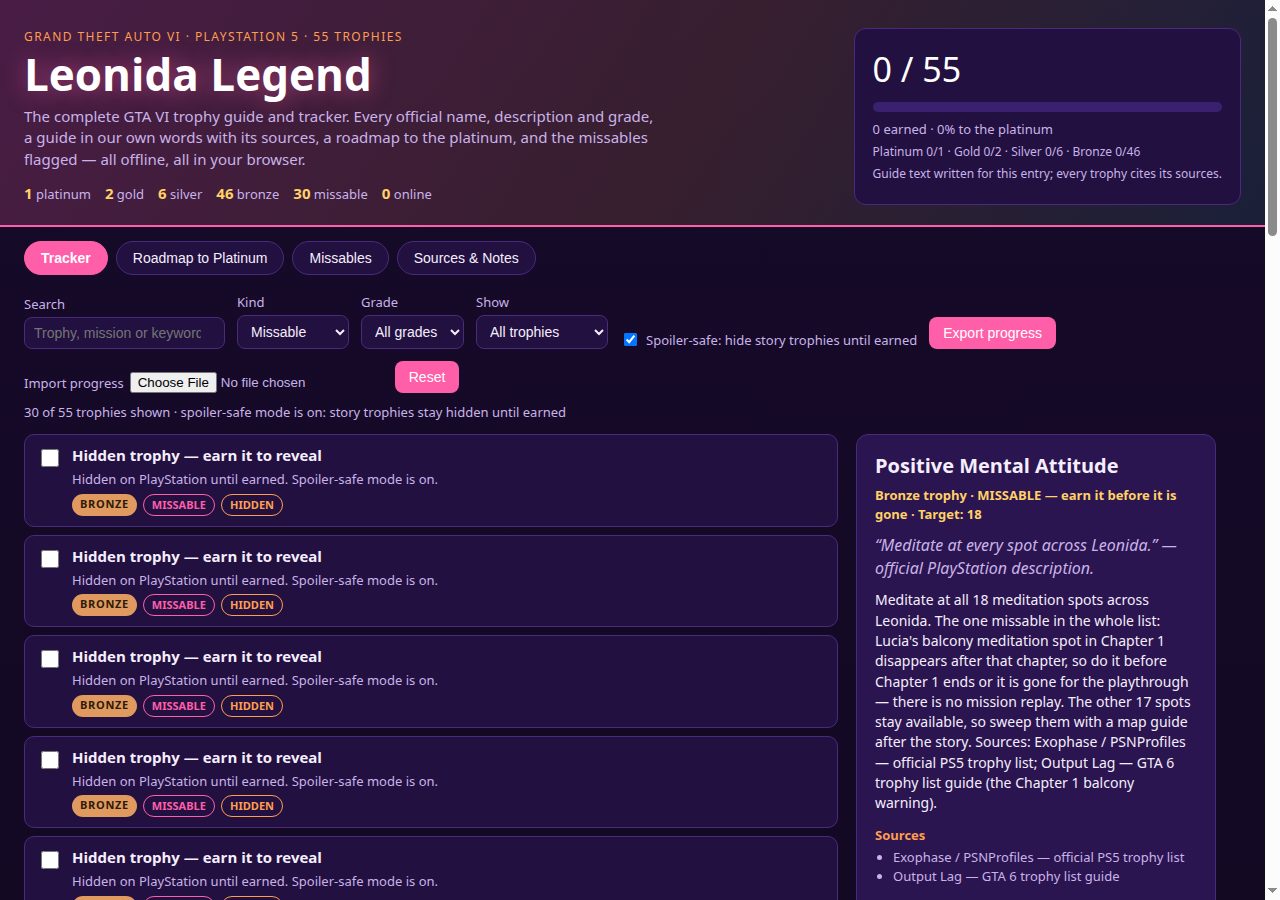 GRAND THEFT AUTO VI · PLAYSTATION 5 · 55 TROPHIES
Leonida Legend
The complete GTA VI trophy guide and tracker. Every official name, description and grade,
a guide in our own words with its sources, a roadmap to the platinum, and the missables
flagged — all offline, all in your browser.
1 platinum 2 gold 6 silver 46 bronze 30 missable 0 online
0 / 55
0 earned · 0% to the platinum
Platinum 0/1 · Gold 0/2 · Silver 0/6 · Bronze 0/46
Guide text written for this entry; every trophy cites its sources.
Tracker Roadmap to Platinum Missables Sources & Notes
Search Kind Grade Show
Trophy, mission or keyword Missable All grades All trophies Spoiler-safe: hide story trophies until earned Export progress
Import progress Choose File No file chosen Reset
30 of 55 trophies shown · spoiler-safe mode is on: story trophies stay hidden until earned
Hidden trophy — earn it to reveal
Hidden on PlayStation until earned. Spoiler-safe mode is on.
BRONZE MISSABLE HIDDEN
Hidden trophy — earn it to reveal
Hidden on PlayStation until earned. Spoiler-safe mode is on.
BRONZE MISSABLE HIDDEN
Hidden trophy — earn it to reveal
Hidden on PlayStation until earned. Spoiler-safe mode is on.
BRONZE MISSABLE HIDDEN
Hidden trophy — earn it to reveal
Hidden on PlayStation until earned. Spoiler-safe mode is on.
BRONZE MISSABLE HIDDEN
Hidden trophy — earn it to reveal
Hidden on PlayStation until earned. Spoiler-safe mode is on.
Positive Mental Attitude
Bronze trophy · MISSABLE — earn it before it is
gone · Target: 18
“Meditate at every spot across Leonida.” —
official PlayStation description.
Meditate at all 18 meditation spots across
Leonida. The one missable in the whole list:
Lucia's balcony meditation spot in Chapter 1
disappears after that chapter, so do it before
Chapter 1 ends or it is gone for the playthrough
— there is no mission replay. The other 17 spots
stay available, so sweep them with a map guide
after the story. Sources: Exophase / PSNProfiles
— official PS5 trophy list; Output Lag — GTA 6
trophy list guide (the Chapter 1 balcony
warning).
Sources
Exophase / PSNProfiles — official PS5 trophy list
Output Lag — GTA 6 trophy list guide